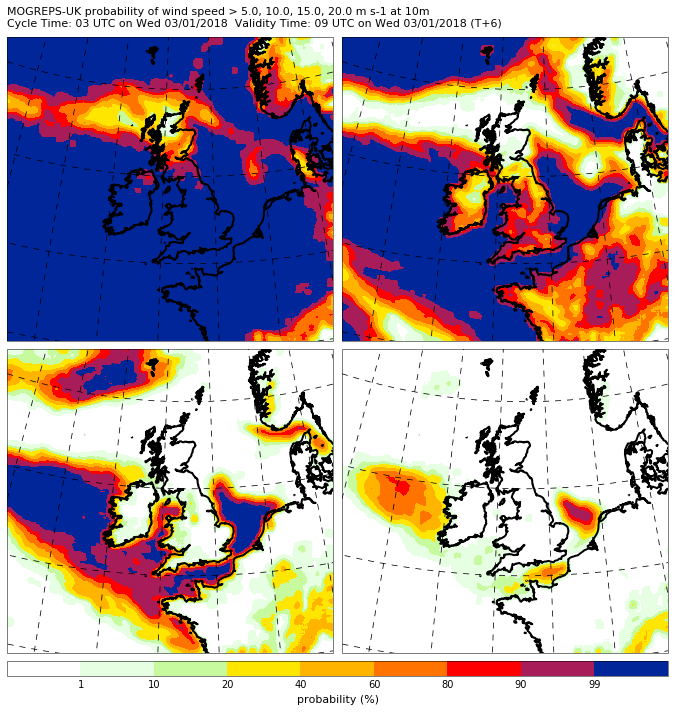 MOGREPS-UK probability of wind speed > 5.0, 10.0, 15.0, 20.0 m s-1 at 10m
Cycle Time: 03 UTC on Wed 03/01/2018 Validity Time: 09 UTC on Wed 03/01/2018 (T+6)
1 10 20 40 60 80 90 99
probability (%)